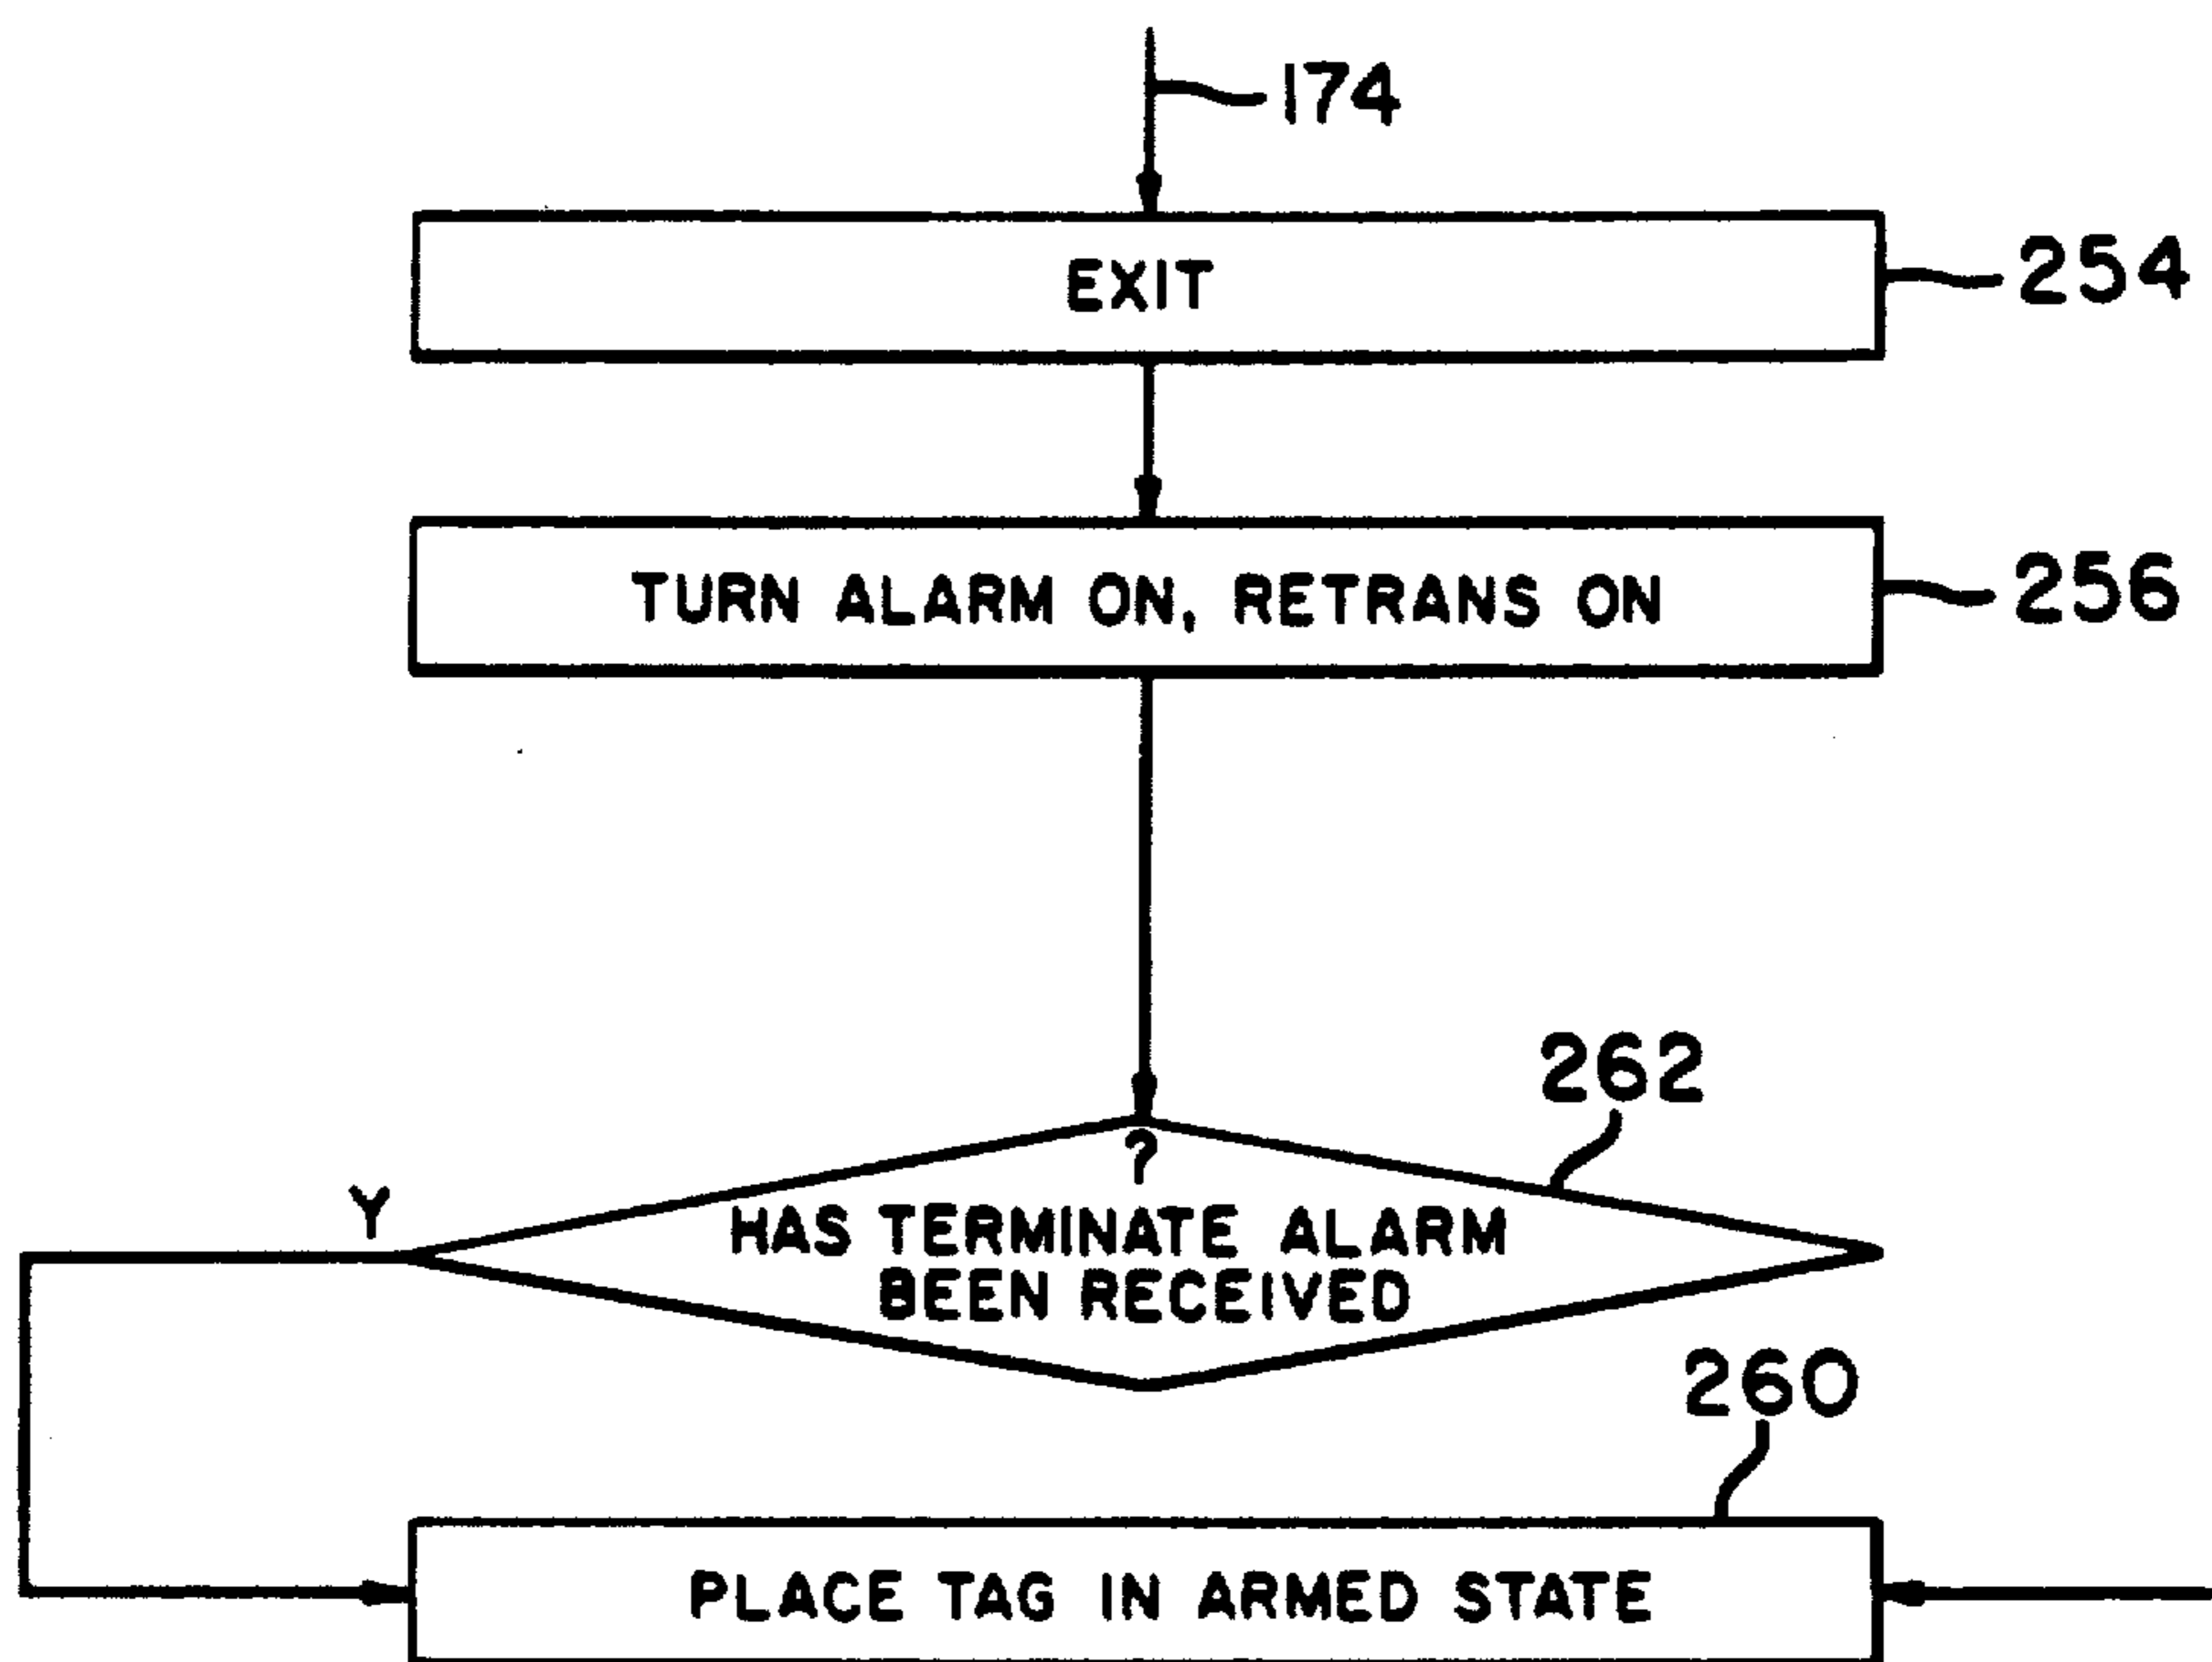 174
EXIT
254
TURN ALARM ON, RETRANS ON
256
262
?
Y
HAS TERMINATE ALARM
BEEN RECEIVED
260
PLACE TAG IN ARMED STATE